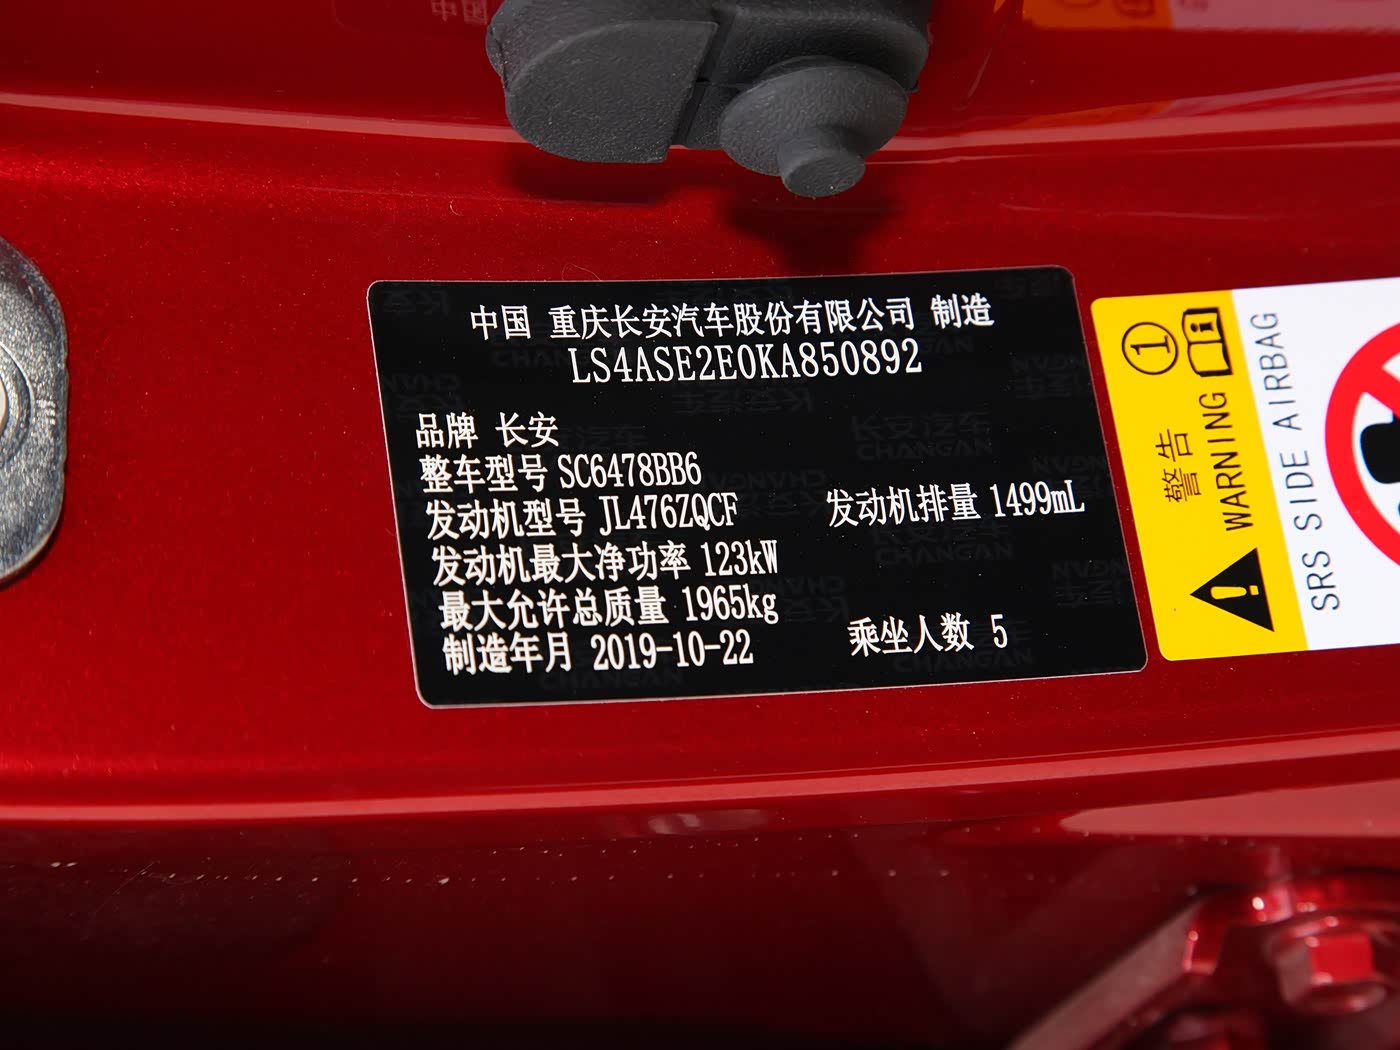 中国 重庆长安汽车股份有限公司 制造
LS4ASE2E0KA850892
品牌 长安
整车型号 SC6478BB6
发动机型号 JL476ZQCF 发动机排量 1499mL
发动机最大净功率 123kW
最大允许总质量 1965kg
制造年月 2019-10-22 乘坐人数 5
1
警告
WARNING
SRS SIDE AIRBAG